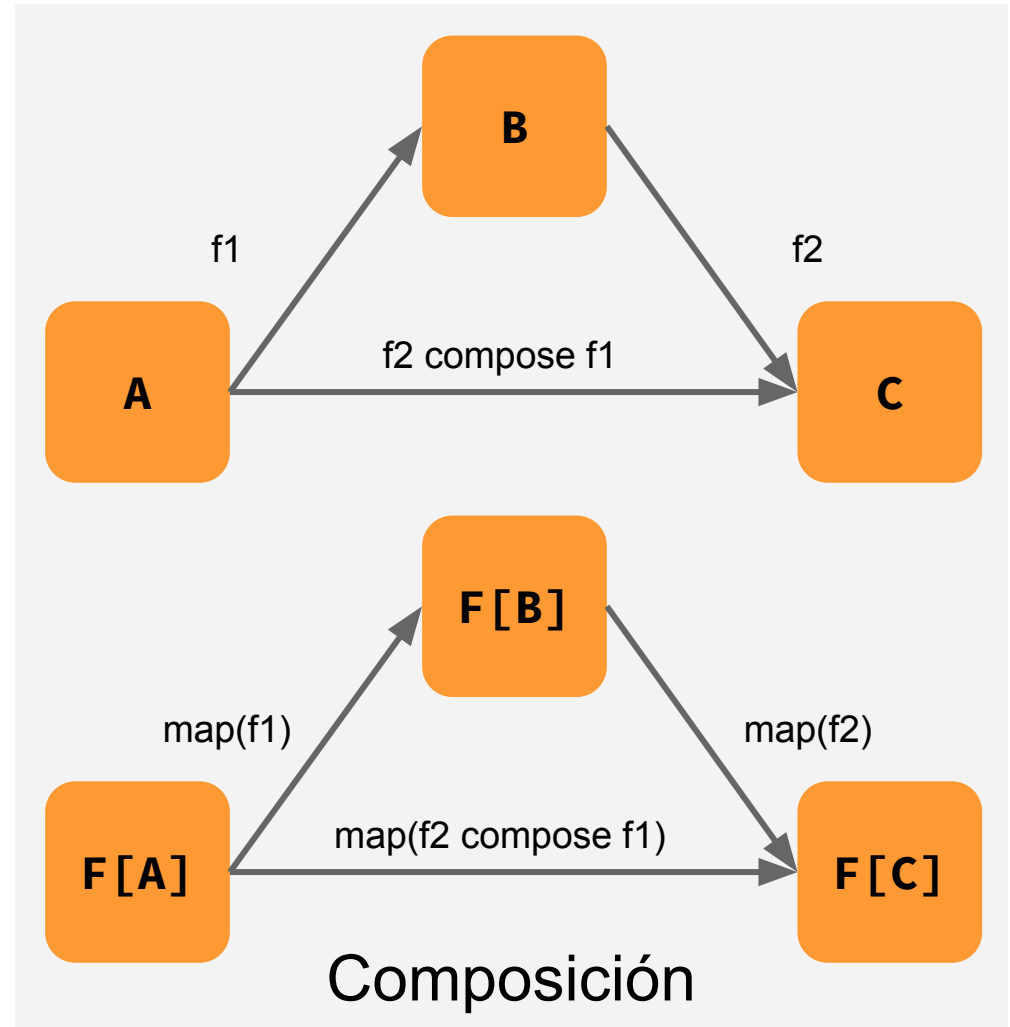 B
f1
f2
f2 compose f1
A
C
F[B]
map(f1)
map(f2)
map(f2 compose f1)
F[A]
F[C]
Composición